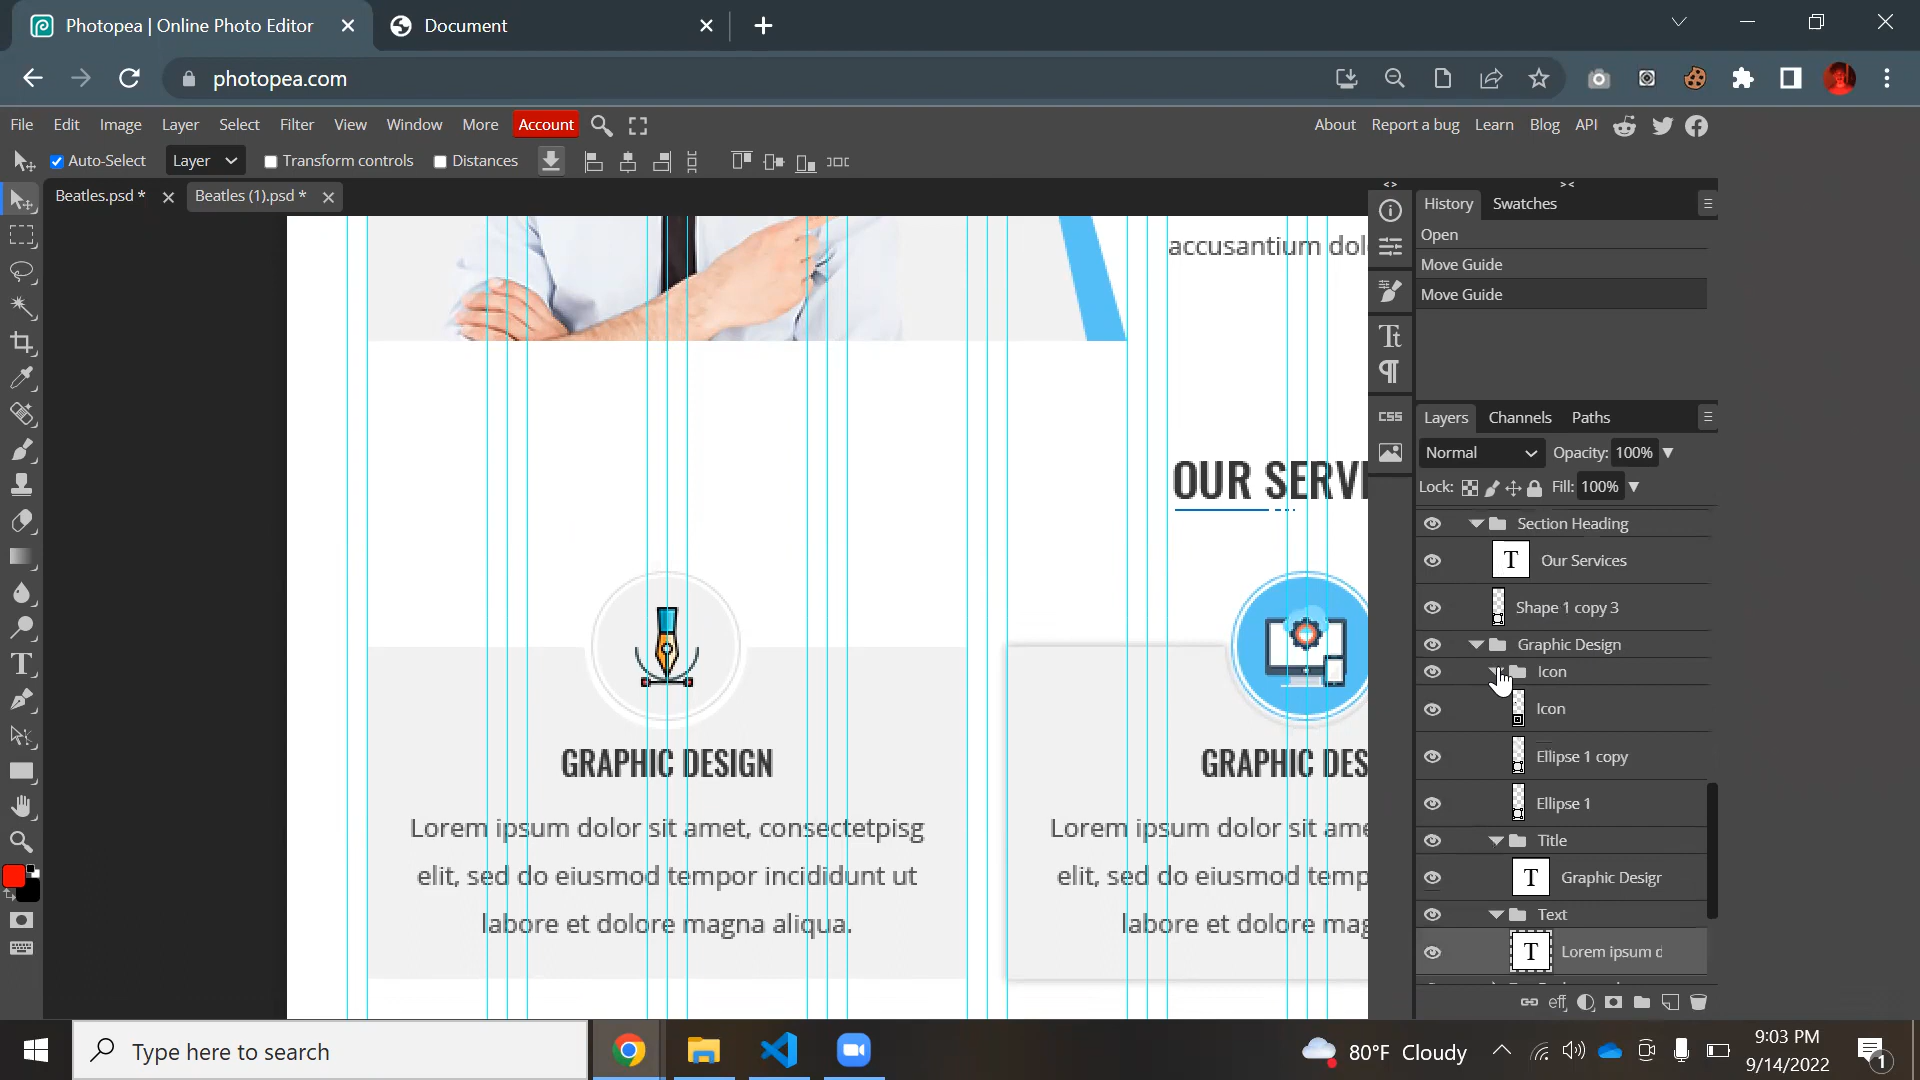 Photopea | Online Photo Editor
Document
photopea.com
File Edit Image Layer Select Filter View Window More Account
About Report a bug Learn Blog API
Auto-Select Layer Transform controls Distances
Beatles.psd *
Beatles (1).psd *
accusantium dol
OUR SERV
GRAPHIC DESIGN
Lorem ipsum dolor sit amet, consectetpisg
elit, sed do eiusmod tempor incididunt ut
labore et dolore magna aliqua.
GRAPHIC DES
Lorem ipsum dolor sit ame
elit, sed do eiusmod temp
labore et dolore mag
CSS
History Swatches
Open
Move Guide
Move Guide
Layers Channels Paths
Normal Opacity: 100%
Lock: Fill: 100%
Section Heading
Our Services
Shape 1 copy 3
Graphic Design
Icon
Icon
Ellipse 1 copy
Ellipse 1
Title
Graphic Desigr
Text
Lorem ipsum d
eff
Type here to search
80°F Cloudy
9:03 PM
9/14/2022
1